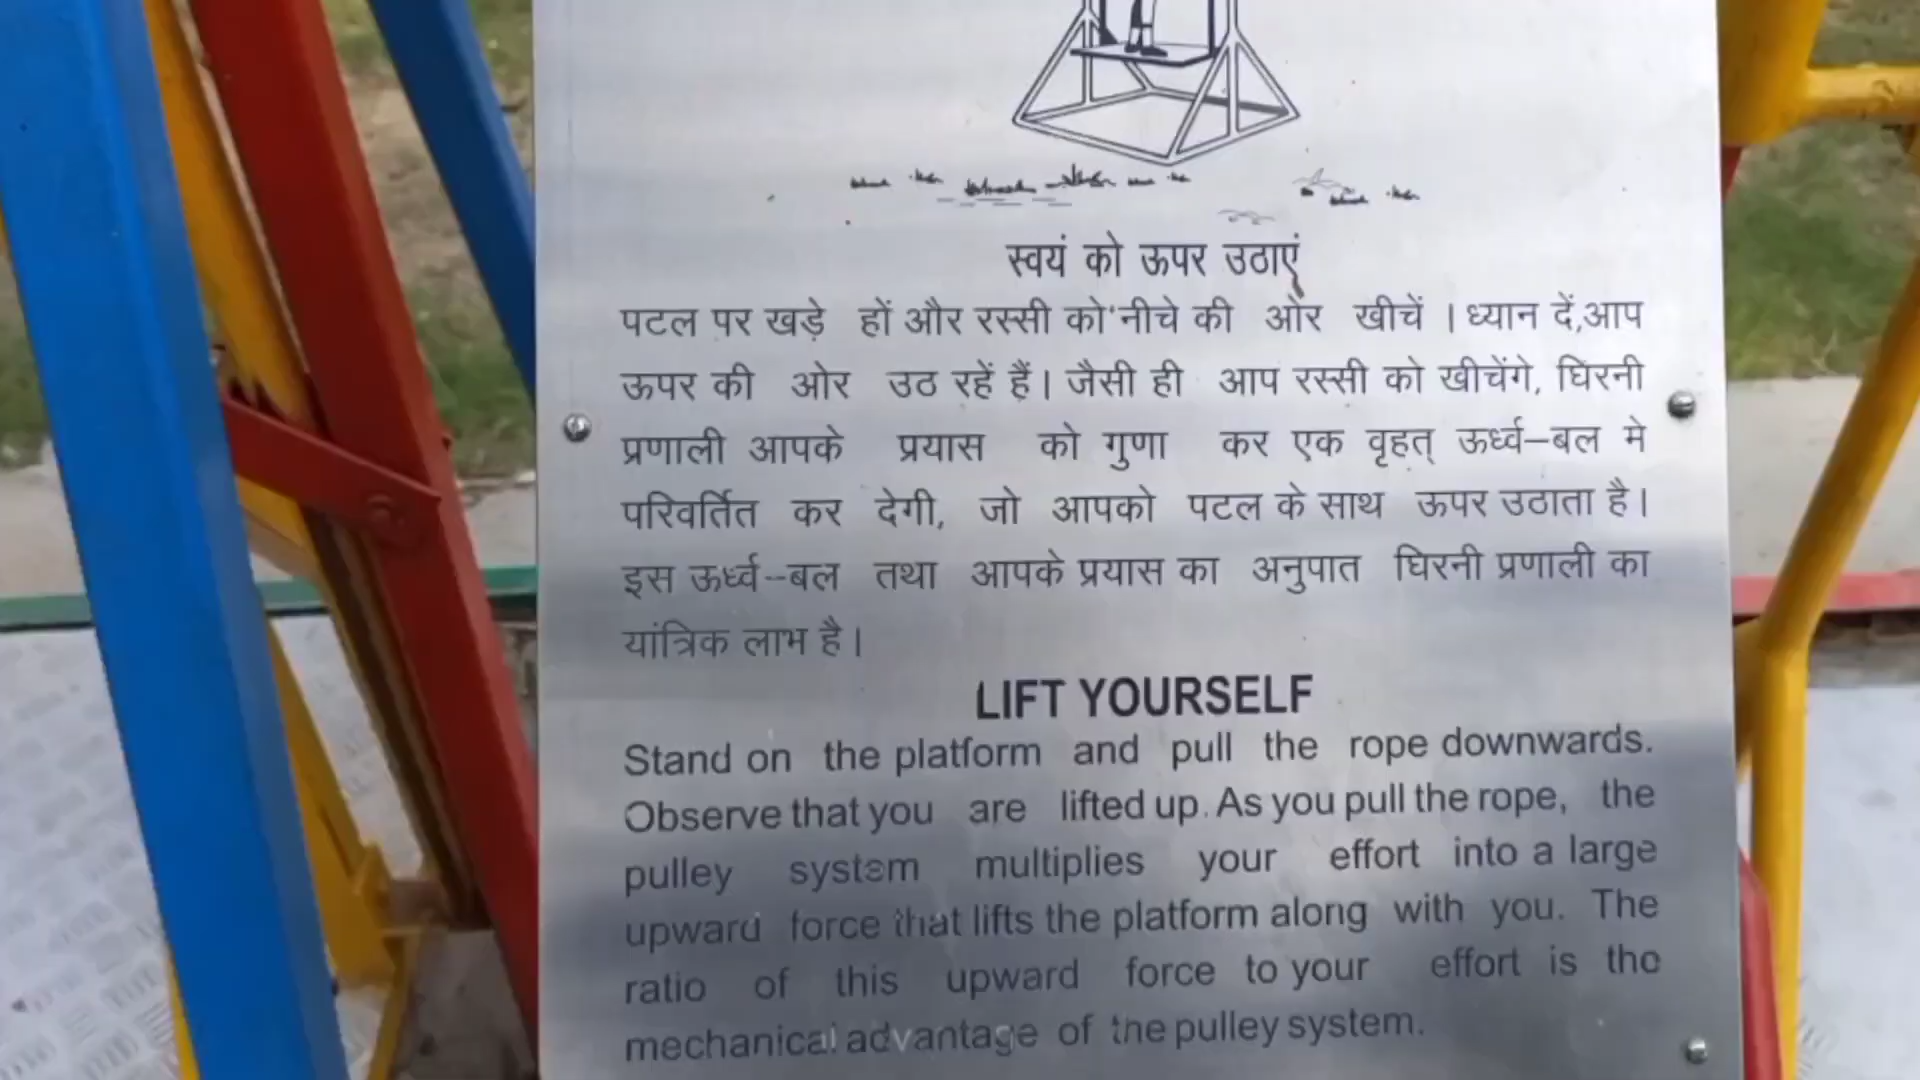 स्वयं को ऊपर उठाएं
पटल पर खड़े हों और रस्सी को नीचे की ओर खीचें । ध्यान दें,आप
ऊपर की ओर उठ रहें हैं। जैसी ही आप रस्सी को खीचेंगे, घिरनी
प्रणाली आपके प्रयास को गुणा कर एक वृहत् ऊर्ध्व–बल मे
परिवर्तित कर देगी, जो आपको पटल के साथ ऊपर उठाता है।
इस ऊर्ध्व–बल तथा आपके प्रयास का अनुपात घिरनी प्रणाली का
यांत्रिक लाभ है।
LIFT YOURSELF
Stand on the platform and pull the rope downwards.
Observe that you are lifted up. As you pull the rope, the
pulley system multiplies your effort into a large
upward force that lifts the platform along with you. The
ratio of this upward force to your effort is the
mechanical advantage of the pulley system.